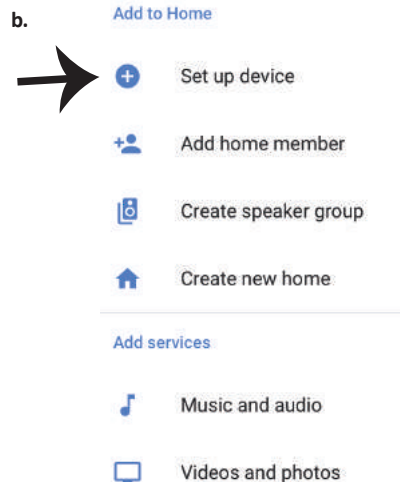 b.
Add to Home
Set up device
Add home member
Create speaker group
Create new home
Add services
Music and audio
Videos and photos